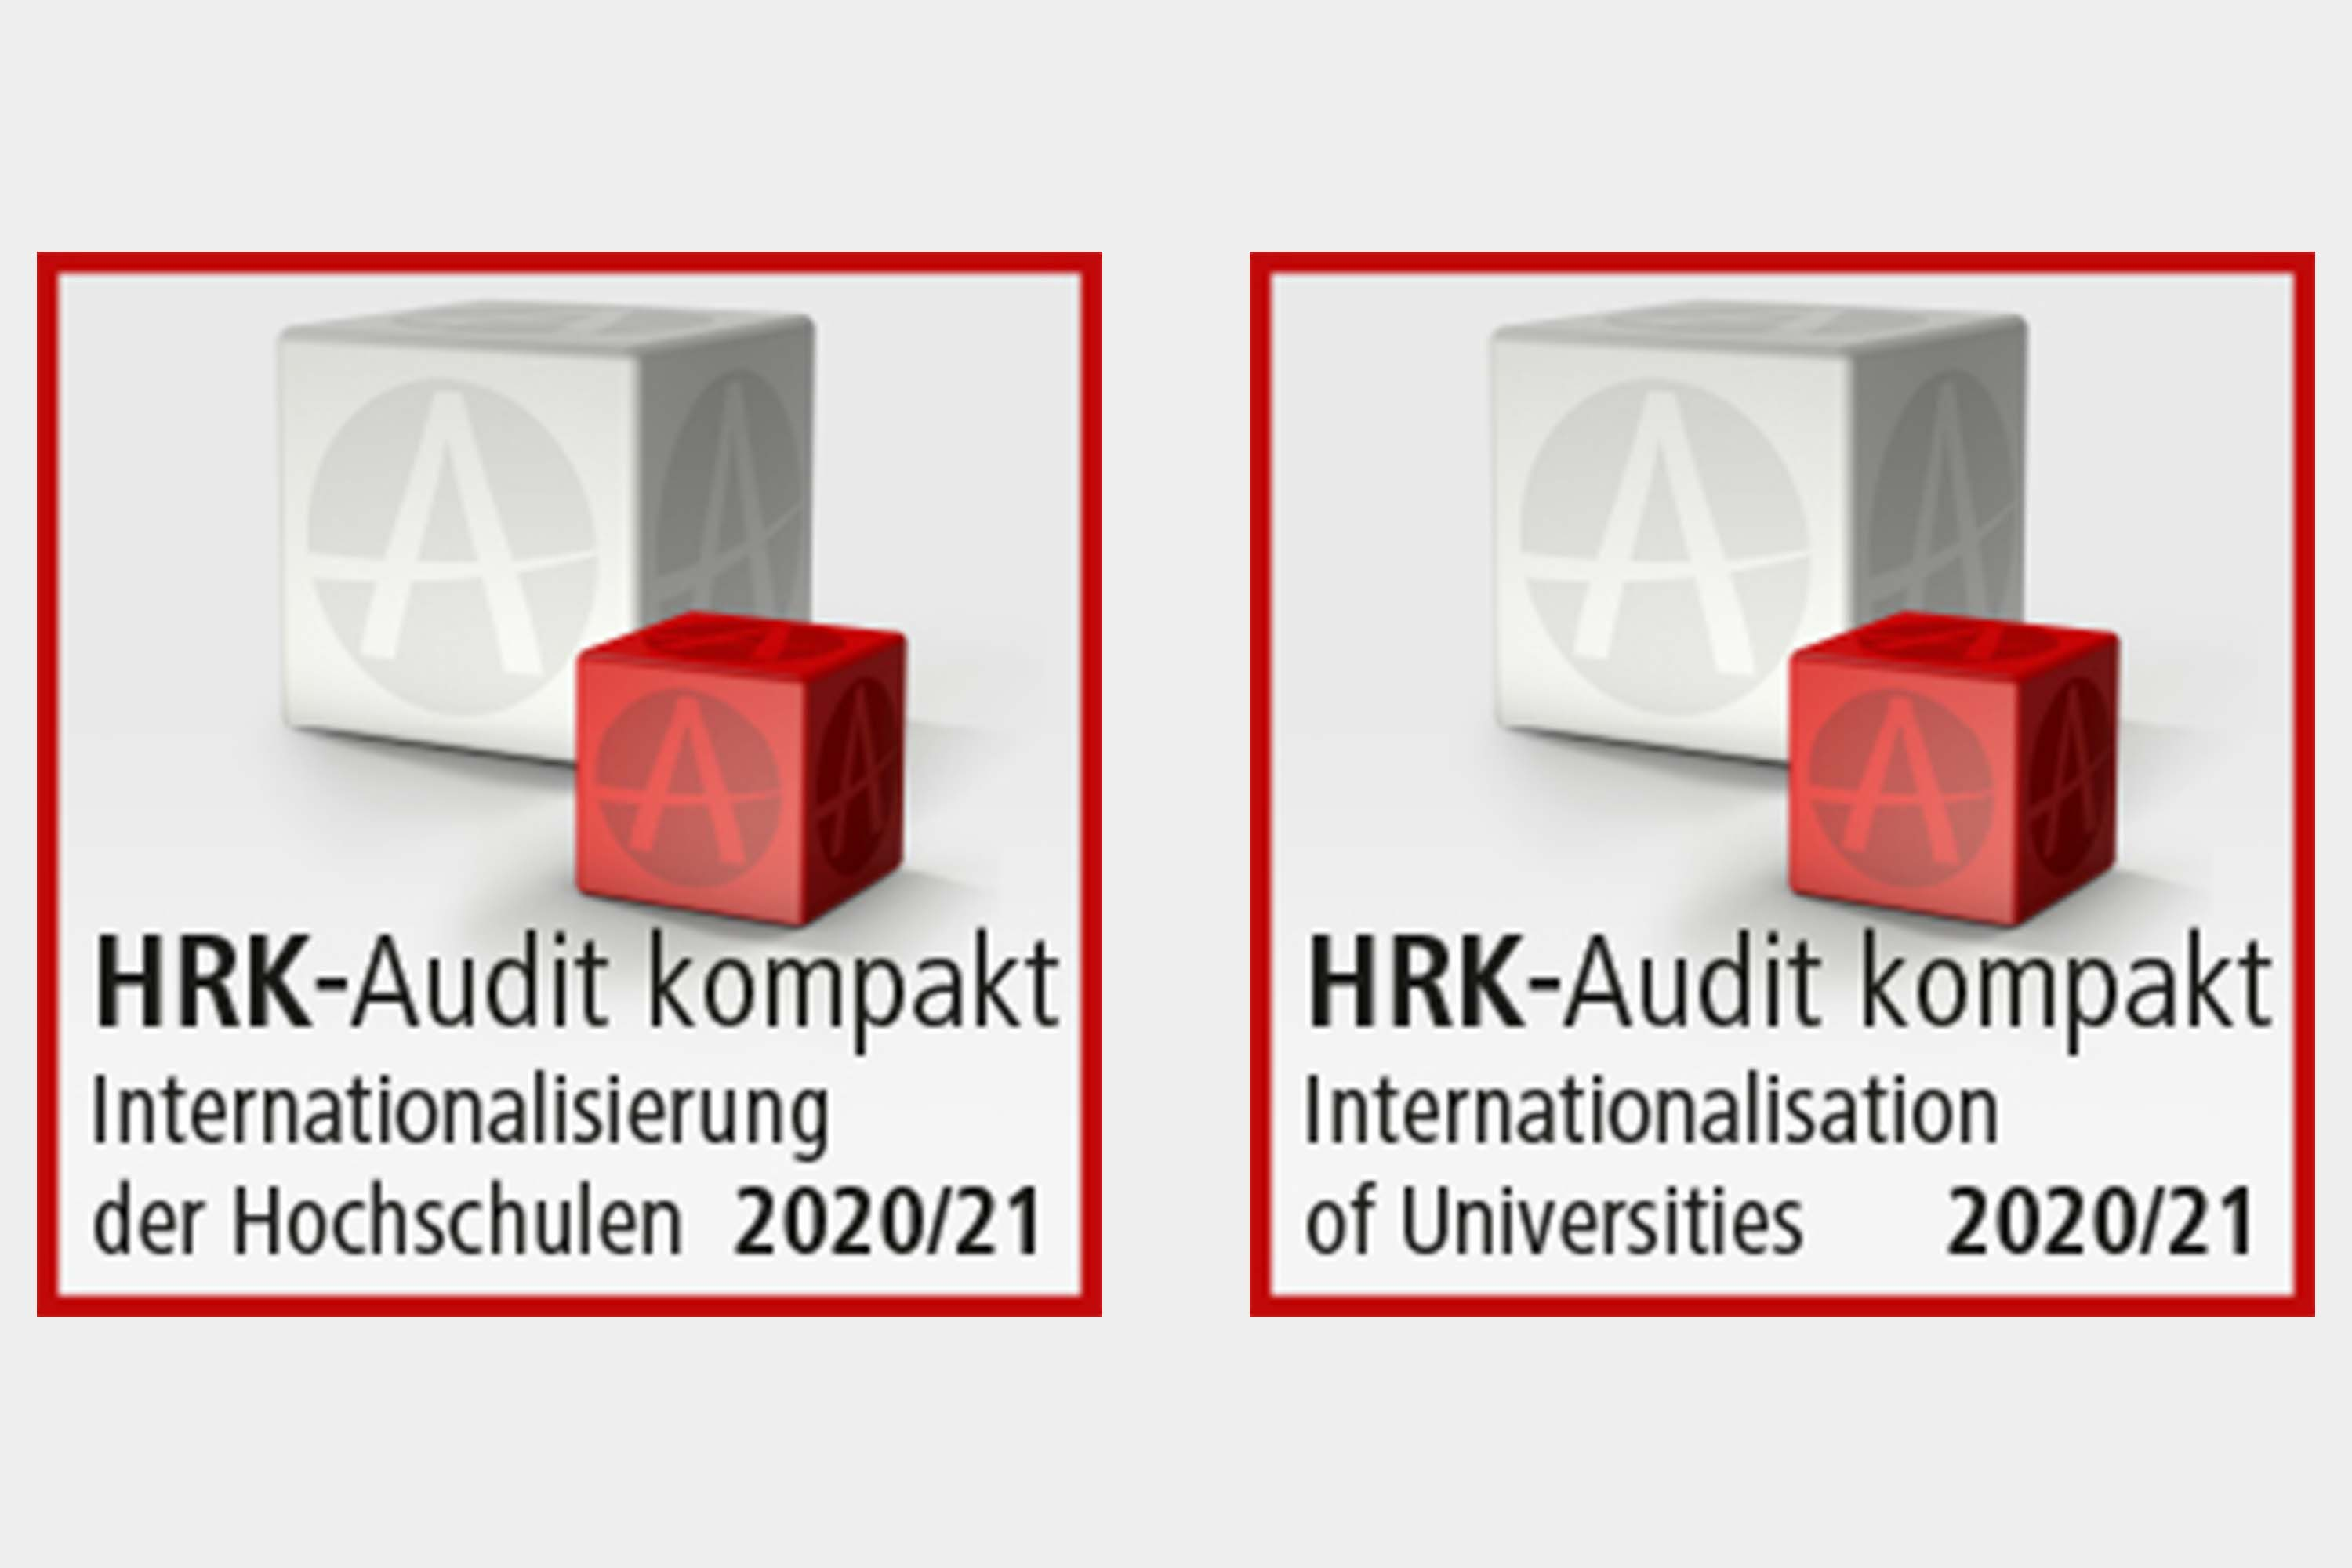 HRK-Audit kompakt
Internationalisierung
der Hochschulen 2020/21
HRK-Audit kompakt
Internationalisation
of Universities 2020/21